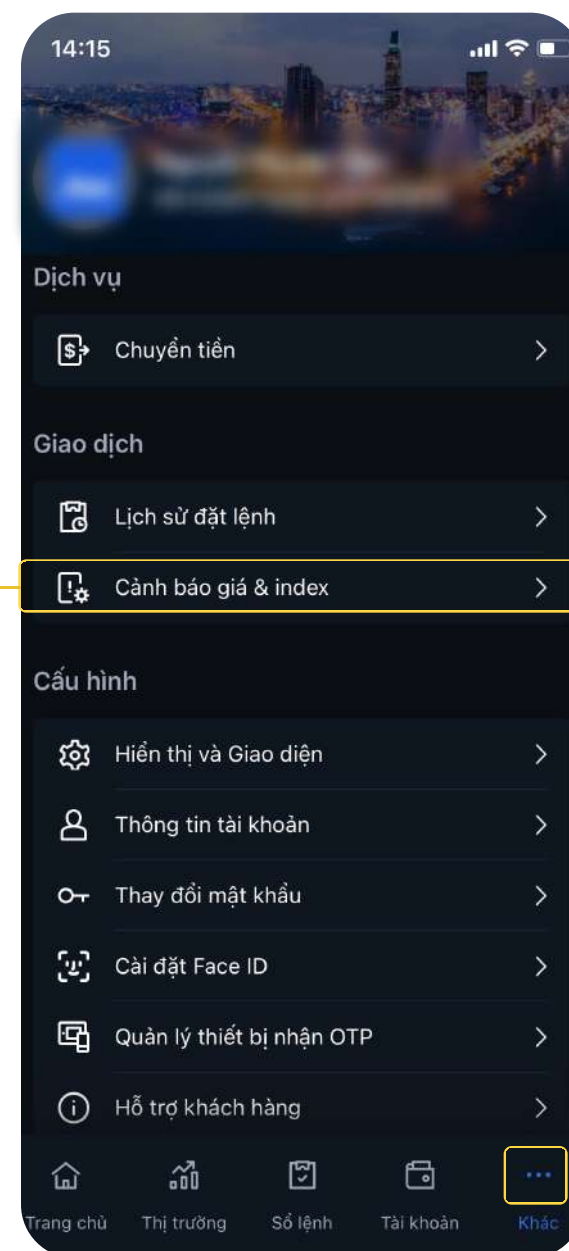 14:15
Dịch vụ
Chuyển tiền
Giao dịch
Lịch sử đặt lệnh
Cảnh báo giá & index
Cấu hình
Hiển thị và Giao diện
Thông tin tài khoản
Thay đổi mật khẩu
Cài đặt Face ID
Quản lý thiết bị nhận OTP
Hỗ trợ khách hàng
Trang chủ Thị trường Sổ lệnh Tài khoản Khác